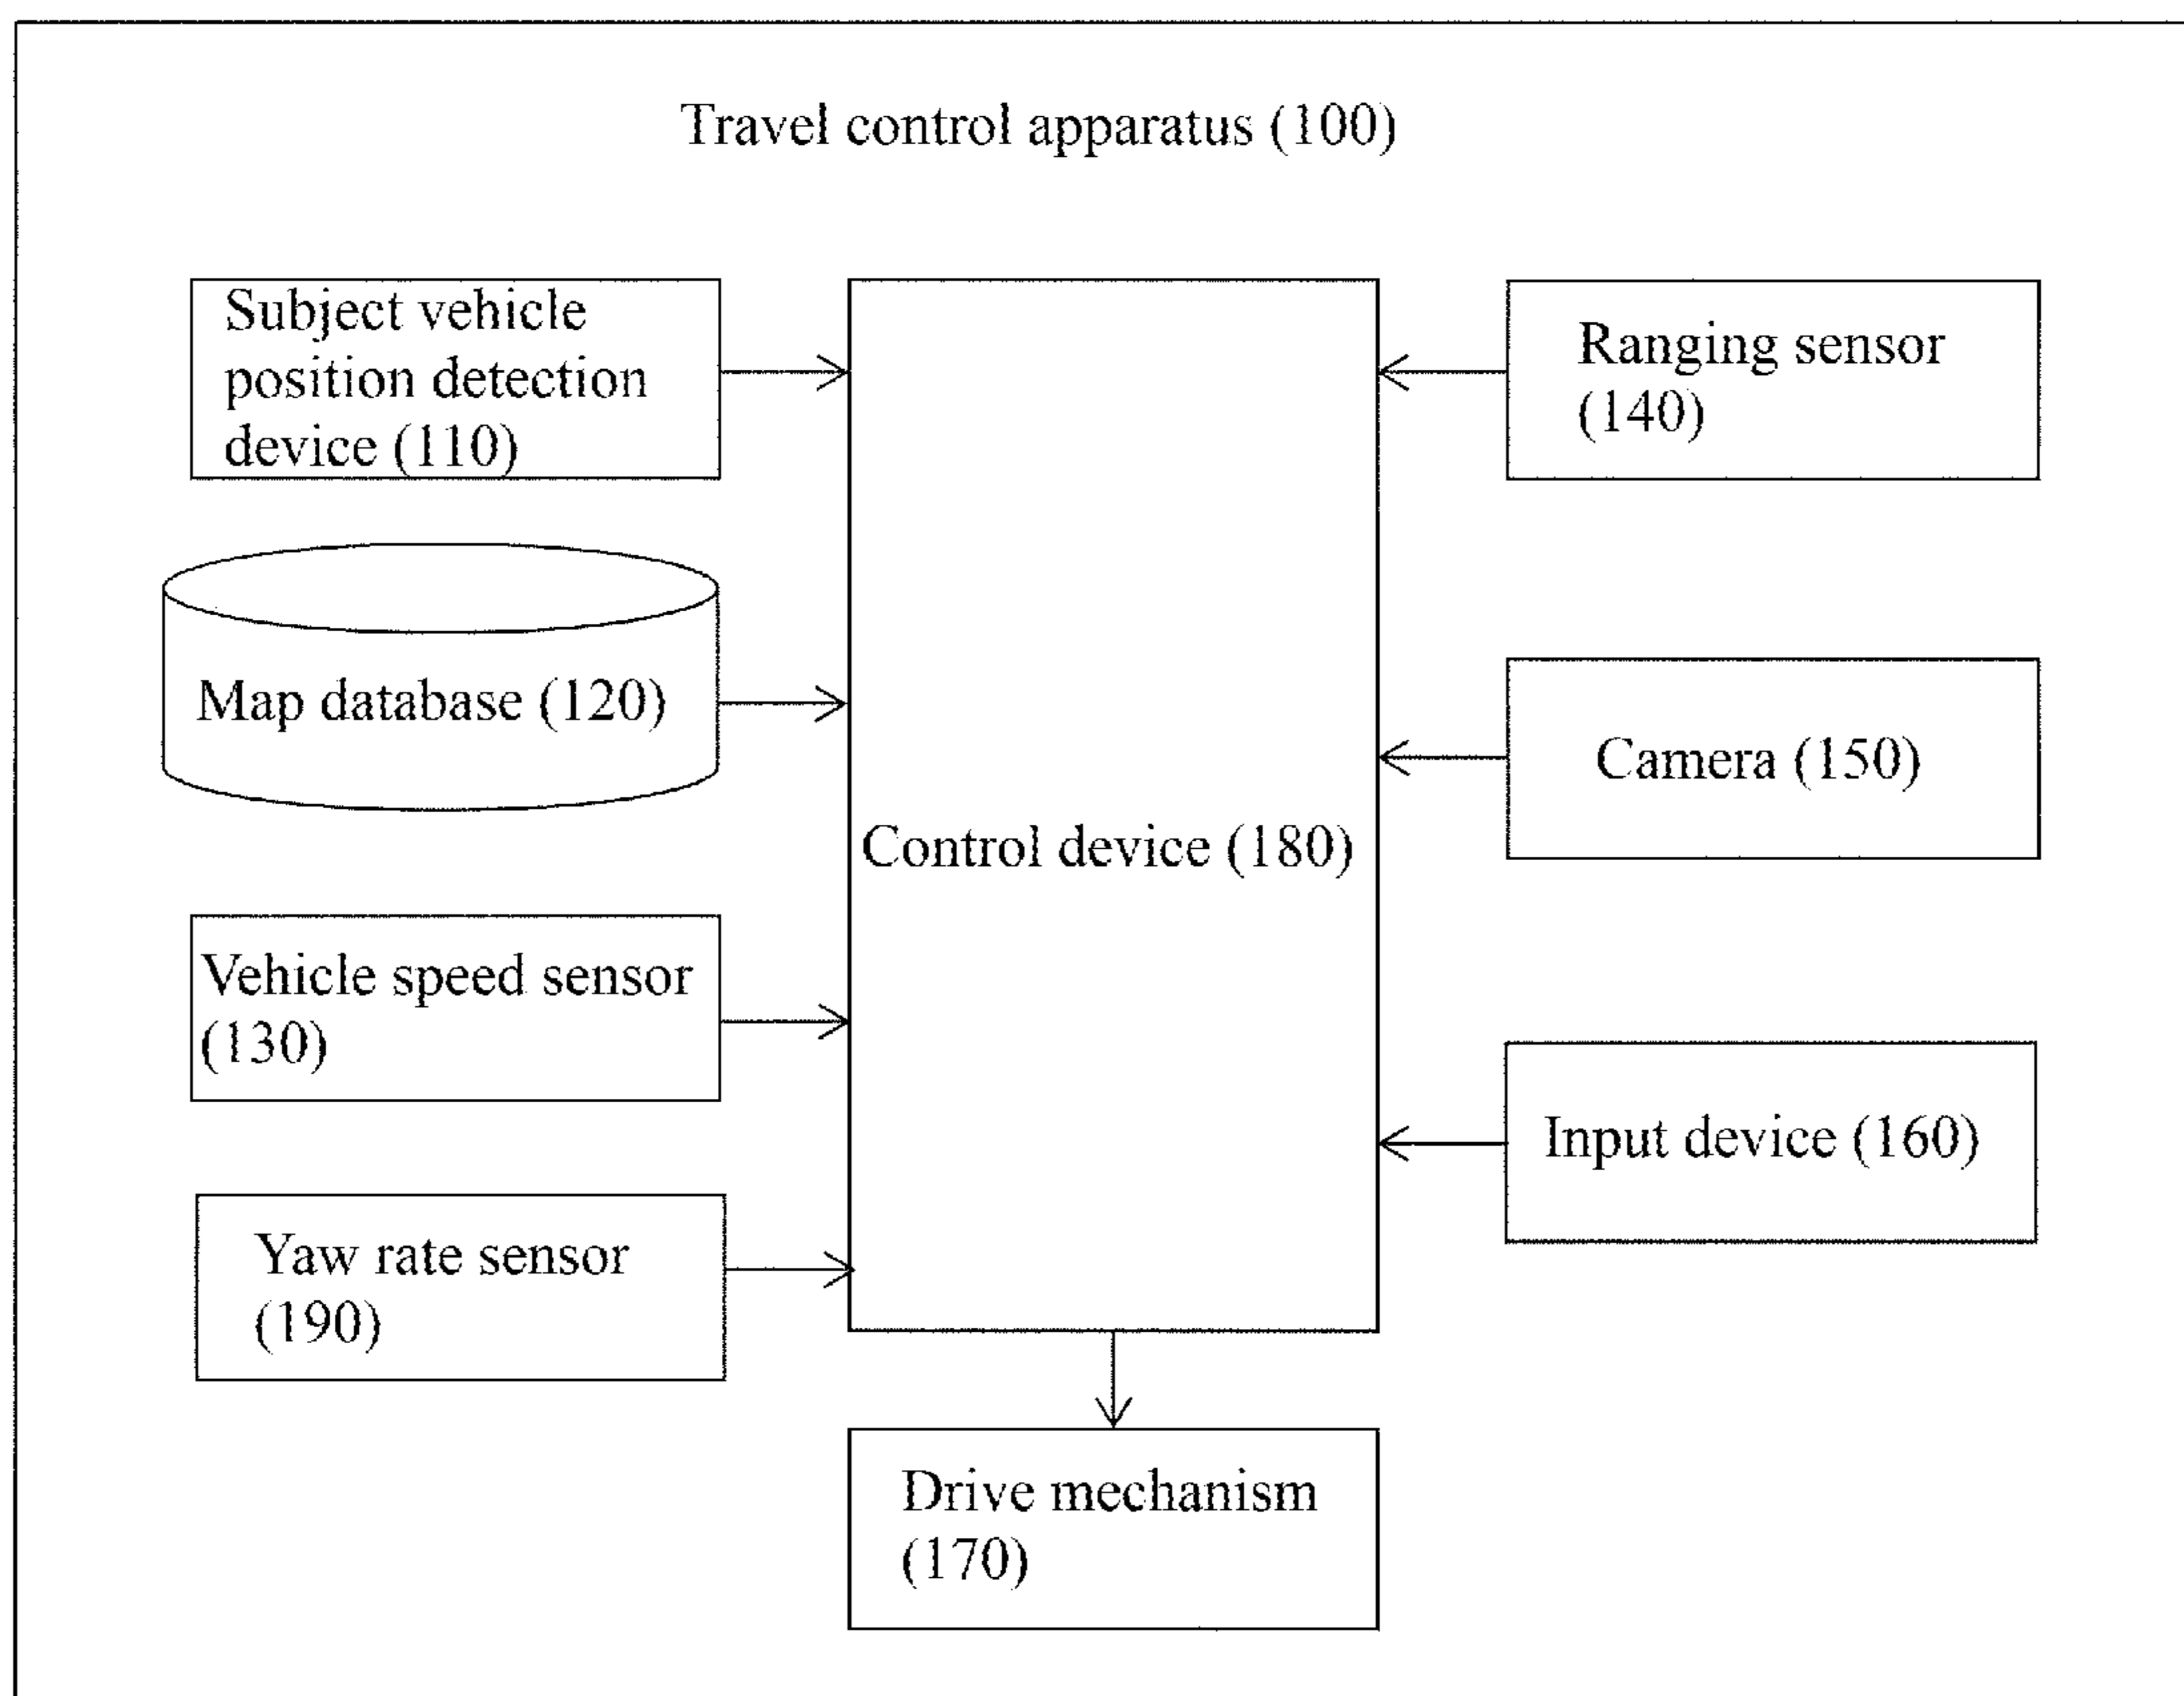 Travel control apparatus (100)
Subject vehicle
position detection
device (110)
Map database (120)
Vehicle speed sensor
(130)
Yaw rate sensor
(190)
Control device (180)
Ranging sensor
(140)
Camera (150)
Input device (160)
Drive mechanism
(170)